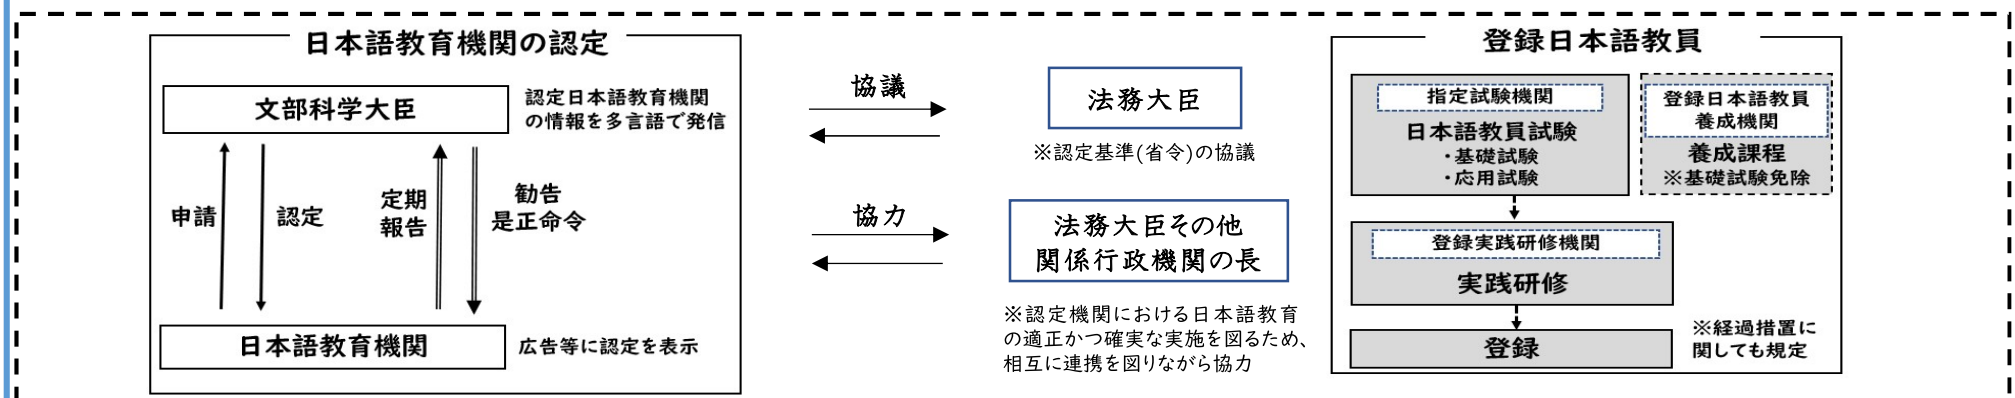 日本語教育機関の認定
文部科学大臣
認定日本語教育機関
の情報を多言語で発信
申請
認定
定期
報告
勧告
是正命令
日本語教育機関
広告等に認定を表示
協議
法務大臣
※認定基準(省令)の協議
協力
法務大臣その他
関係行政機関の長
※認定機関における日本語教育
の適正かつ確実な実施を図るため、
相互に連携を図りながら協力
登録日本語教員
指定試験機関
日本語教員試験
・基礎試験
・応用試験
登録日本語教員
養成機関
養成課程
※基礎試験免除
登録実践研修機関
実践研修
登録
※経過措置に
関しても規定